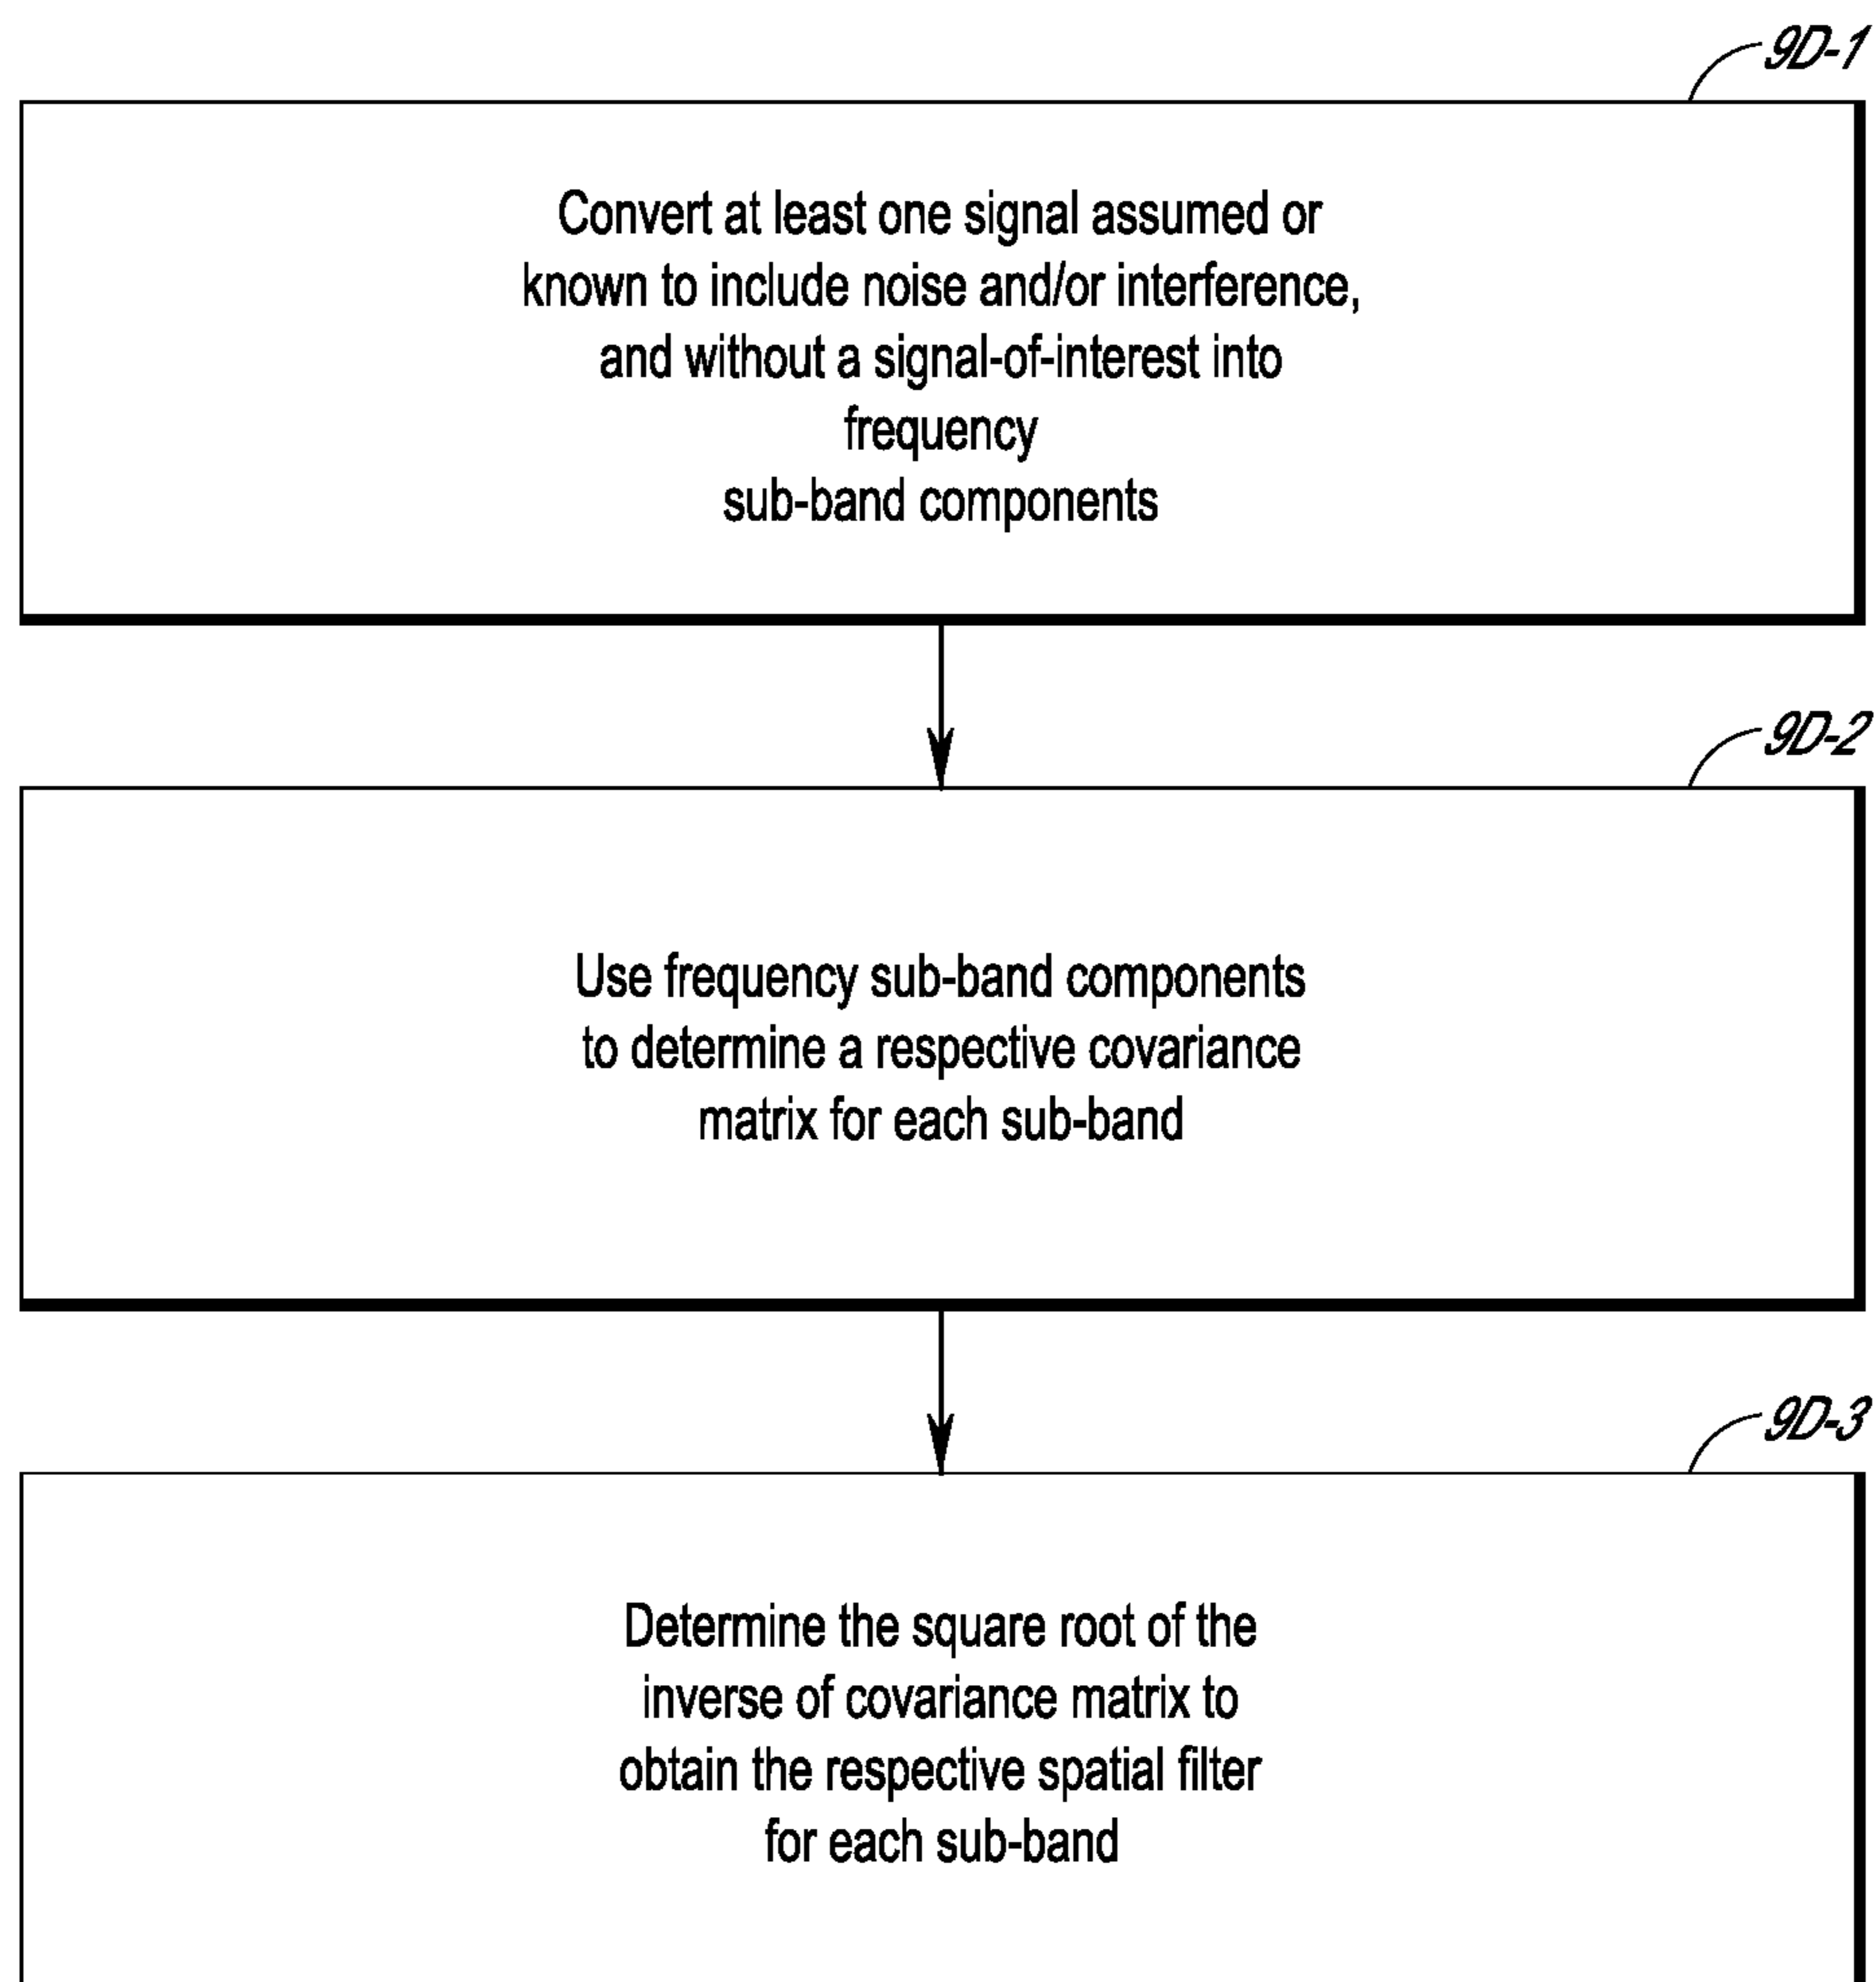 9D-1
Convert at least one signal assumed or
known to include noise and/or interference,
and without a signal-of-interest into
frequency
sub-band components
9D-2
Use frequency sub-band components
to determine a respective covariance
matrix for each sub-band
9D-3
Determine the square root of the
inverse of covariance matrix to
obtain the respective spatial filter
for each sub-band